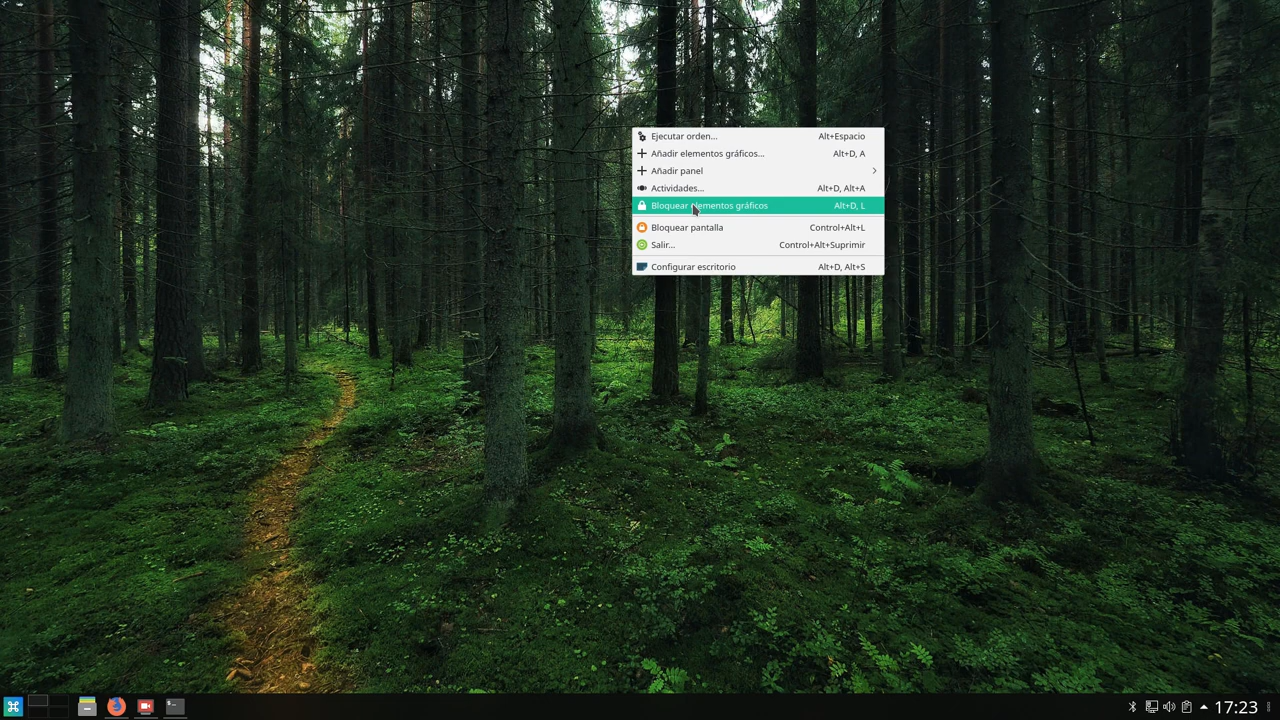 Ejecutar orden... Alt+Espacio
Añadir elementos gráficos... Alt+D, A
Añadir panel
Actividades... Alt+D, Alt+A
Bloquear elementos gráficos Alt+D, L
Bloquear pantalla Control+Alt+L
Salir... Control+Alt+Suprimir
Configurar escritorio Alt+D, Alt+S
17:23